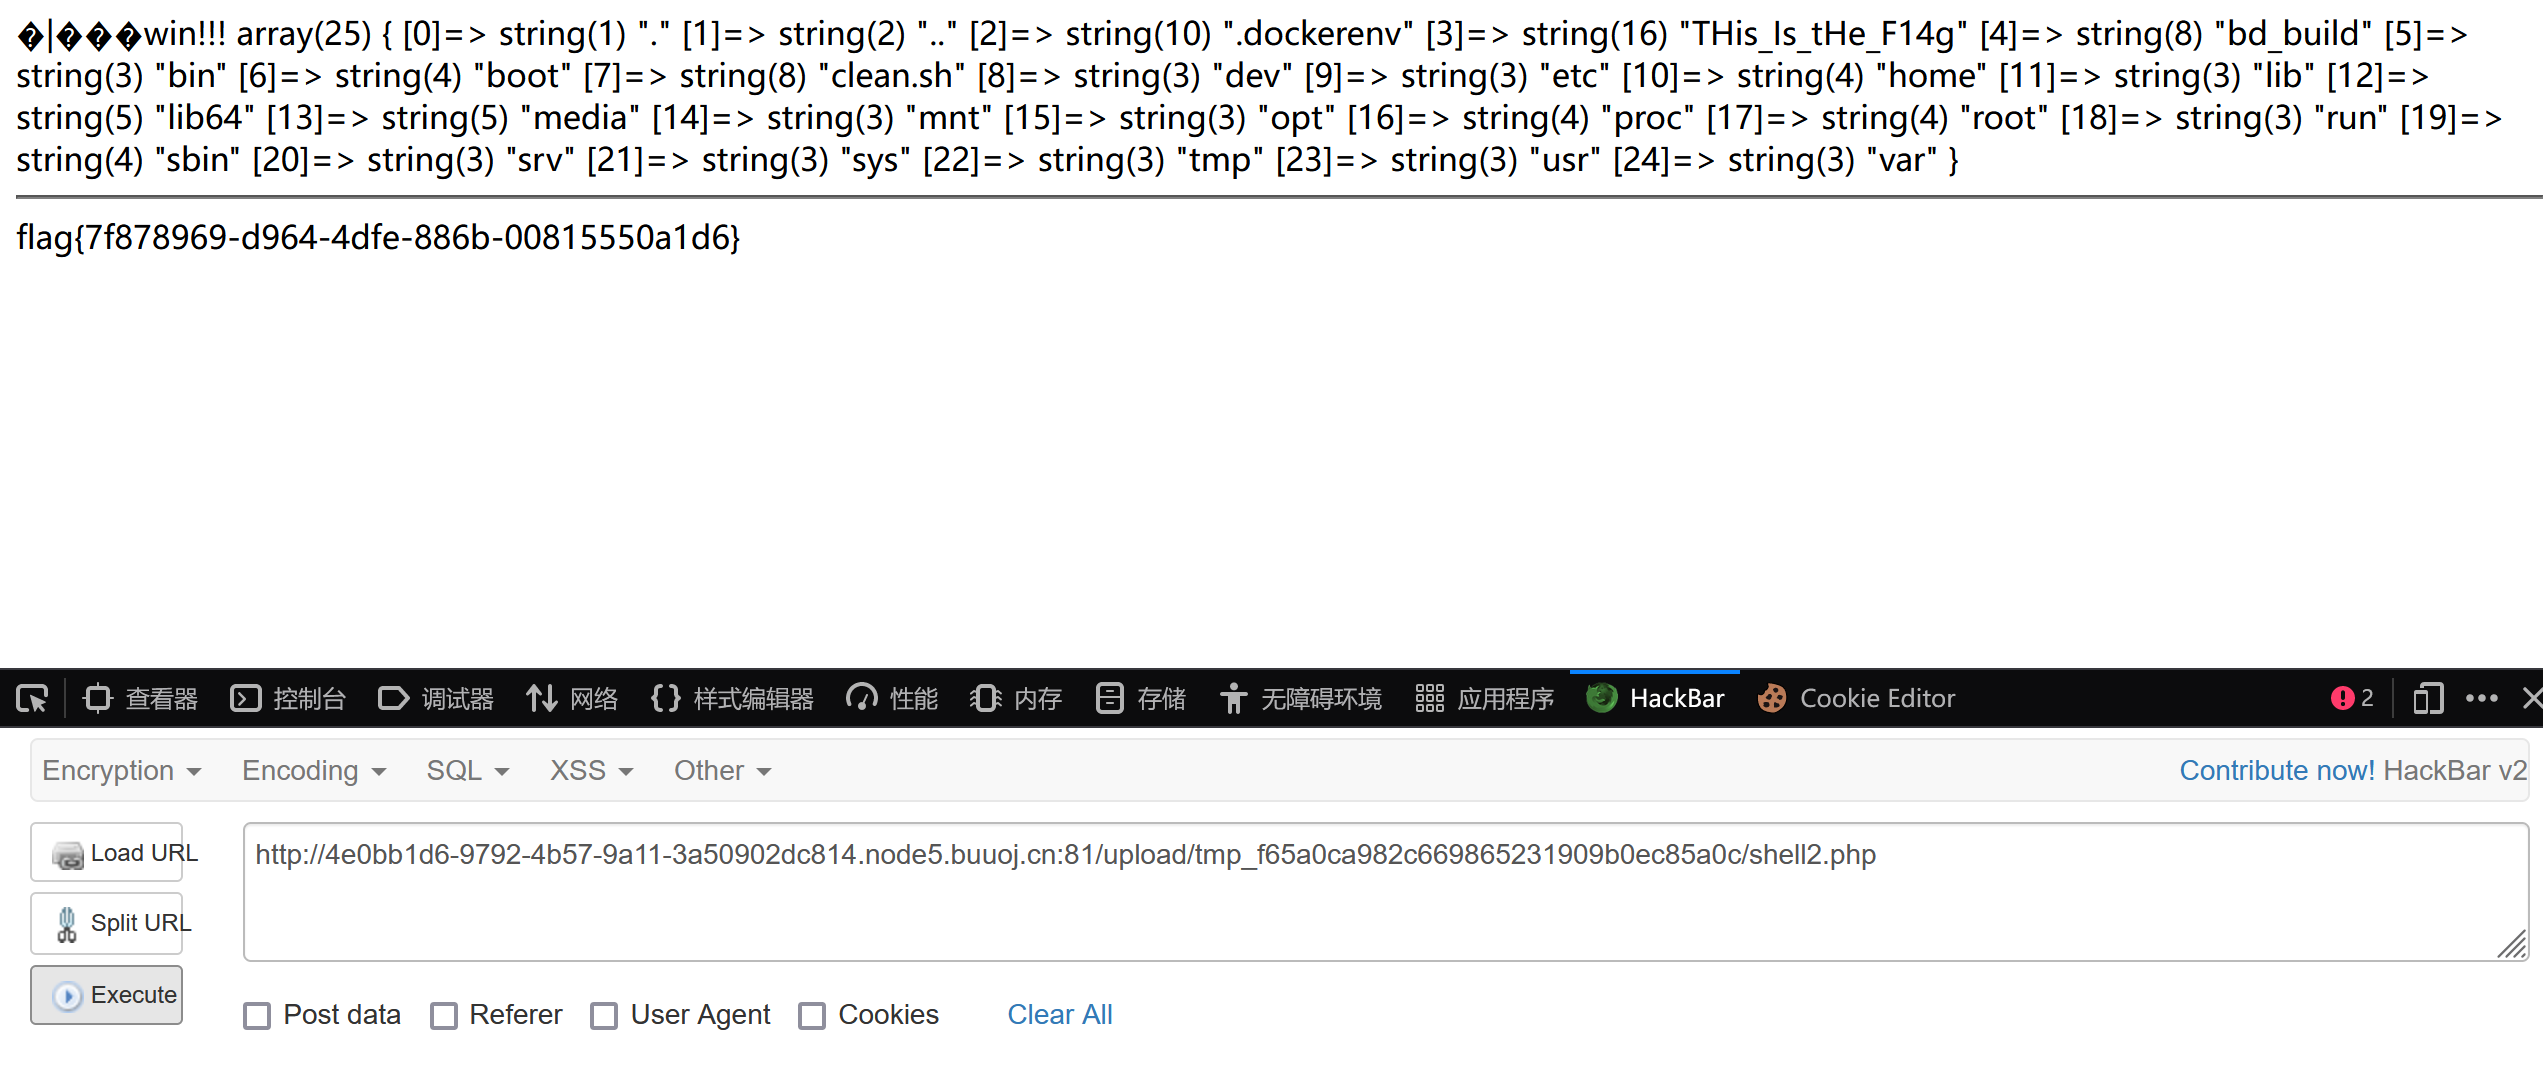 �|���win!!! array(25) { [0]=> string(1) "." [1]=> string(2) ".." [2]=> string(10) ".dockerenv" [3]=> string(16) "THis_Is_tHe_F14g" [4]=> string(8) "bd_build" [5]=>
string(3) "bin" [6]=> string(4) "boot" [7]=> string(8) "clean.sh" [8]=> string(3) "dev" [9]=> string(3) "etc" [10]=> string(4) "home" [11]=> string(3) "lib" [12]=>
string(5) "lib64" [13]=> string(5) "media" [14]=> string(3) "mnt" [15]=> string(3) "opt" [16]=> string(4) "proc" [17]=> string(4) "root" [18]=> string(3) "run" [19]=>
string(4) "sbin" [20]=> string(3) "srv" [21]=> string(3) "sys" [22]=> string(3) "tmp" [23]=> string(3) "usr" [24]=> string(3) "var" }
flag{7f878969-d964-4dfe-886b-00815550a1d6}
查看器 控制台 调试器 网络 样式编辑器 性能 内存 存储 无障碍环境 应用程序 HackBar Cookie Editor 2
Encryption Encoding SQL XSS Other Contribute now! HackBar v2
Load URL
http://4e0bb1d6-9792-4b57-9a11-3a50902dc814.node5.buuoj.cn:81/upload/tmp_f65a0ca982c669865231909b0ec85a0c/shell2.php
Split URL
Execute
Post data Referer User Agent Cookies Clear All